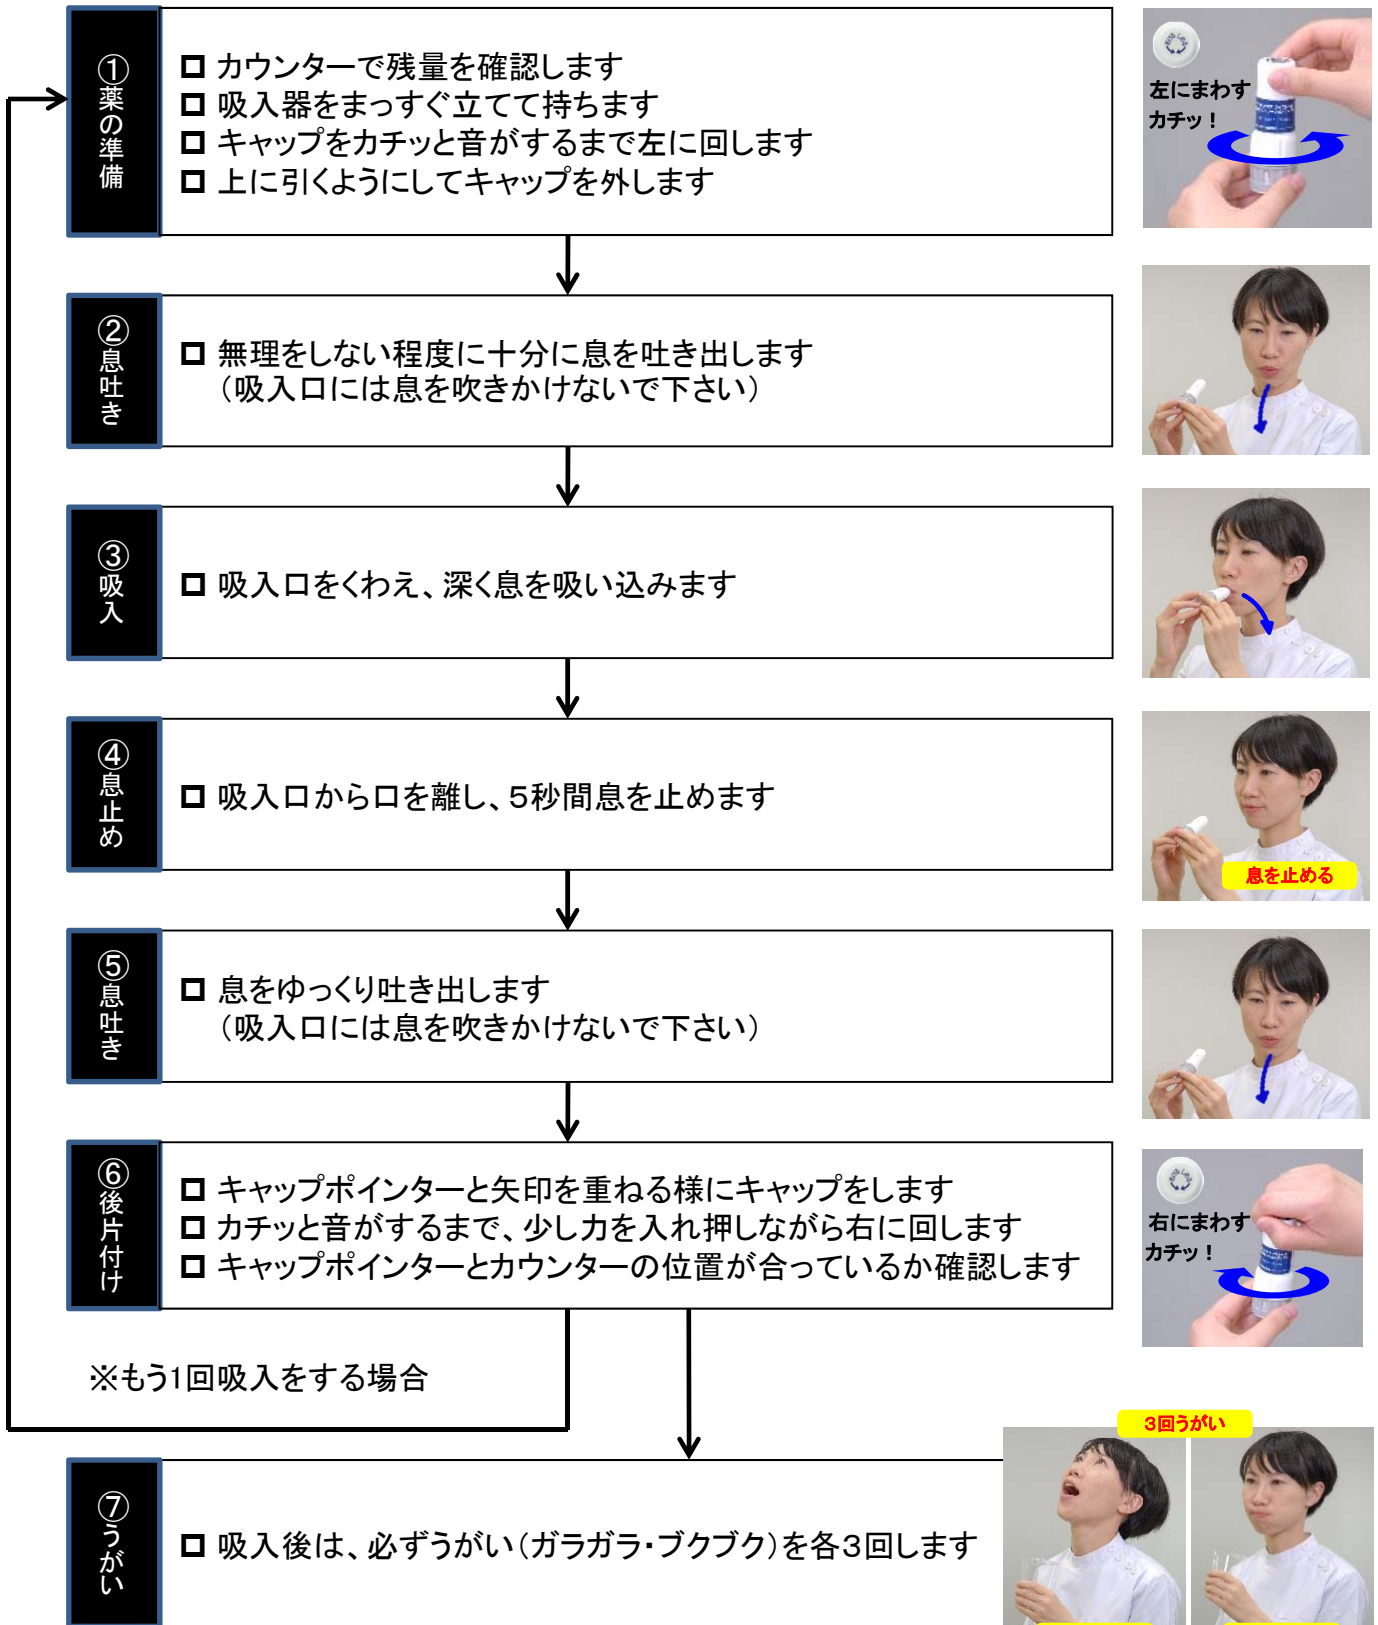 ①薬の準備
カウンターで残量を確認します
吸入器をまっすぐ立てて持ちます
キャップをカチッと音がするまで左に回します
上に引くようにしてキャップを外します
左にまわす
カチッ！
②息吐き
無理をしない程度に十分に息を吐き出します
（吸入口には息を吹きかけないで下さい）
③吸入
吸入口をくわえ、深く息を吸い込みます
④息止め
吸入口から口を離し、５秒間息を止めます
息を止める
⑤息吐き
息をゆっくり吐き出します
（吸入口には息を吹きかけないで下さい）
⑥後片付け
キャップポインターと矢印を重ねる様にキャップをします
カチッと音がするまで、少し力を入れ押しながら右に回します
キャップポインターとカウンターの位置が合っているか確認します
右にまわす
カチッ！
※もう1回吸入をする場合
3回うがい
⑦うがい
吸入後は、必ずうがい（ガラガラ・ブクブク）を各３回します